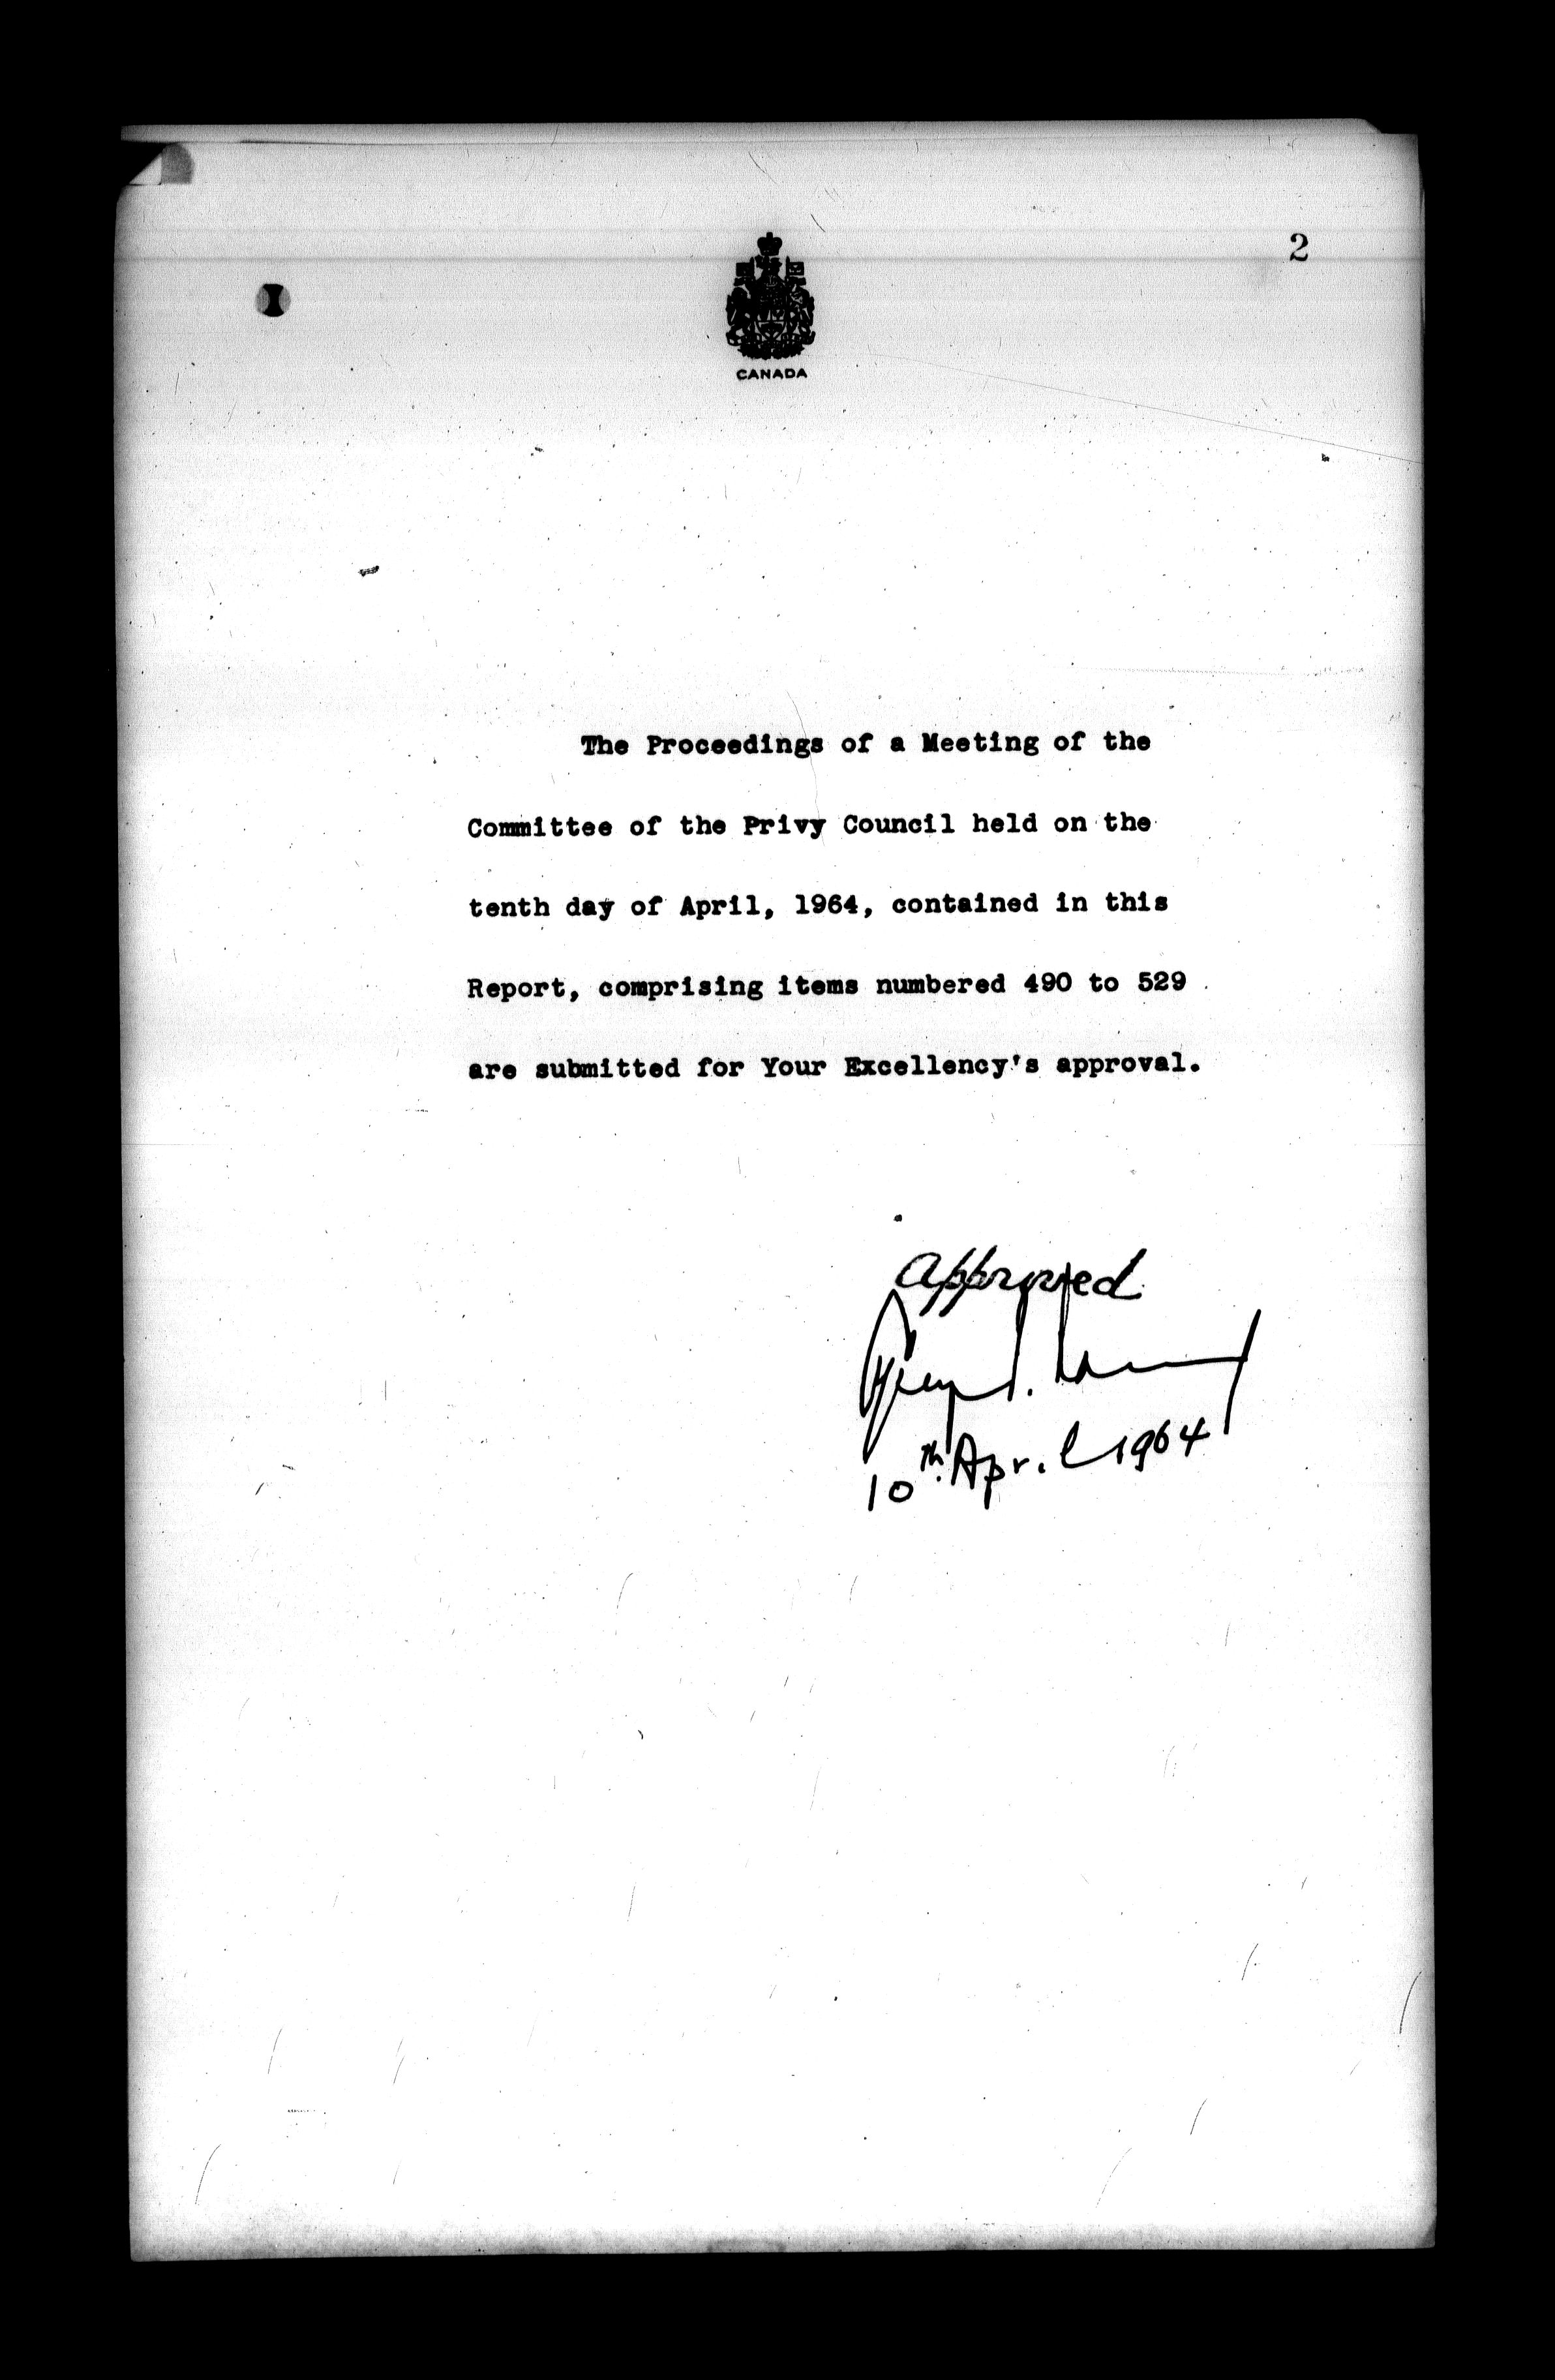 2
CANADA
The Proceedings of a Meeting of the
Committee of the Privy Council held on the
tenth day of April, 1964, contained in this
Report, comprising items numbered 490 to 529
are submitted for Your Excellency's approval.
approved
10th April 1964